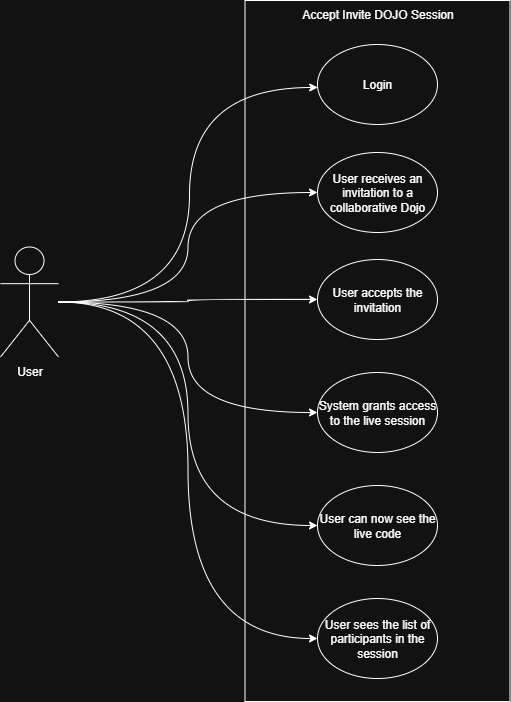 Accept Invite DOJO Session
Login
User receives an
invitation to a
collaborative Dojo
User accepts the
invitation
User
System grants access
to the live session
User can now see the
live code
User sees the list of
participants in the
session